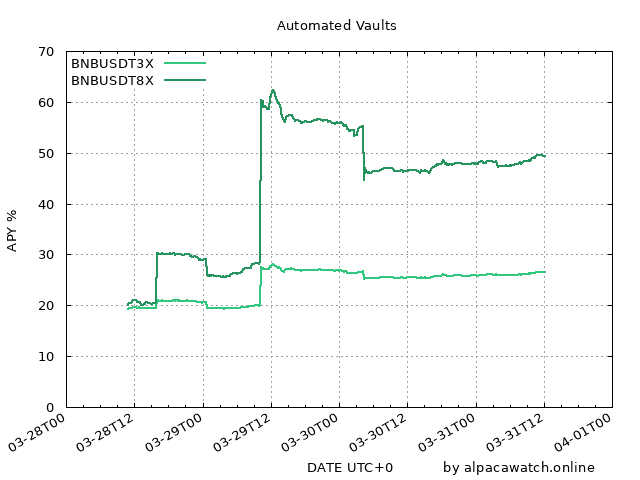 Automated Vaults
BNBUSDT3X
BNBUSDT8X
APY %
70
60
50
40
30
20
10
0
03-28T00
03-28T12
03-29T00
03-29T12
03-30T00
03-30T12
03-31T00
03-31T12
04-01T00
DATE UTC+0
by alpacawatch.online